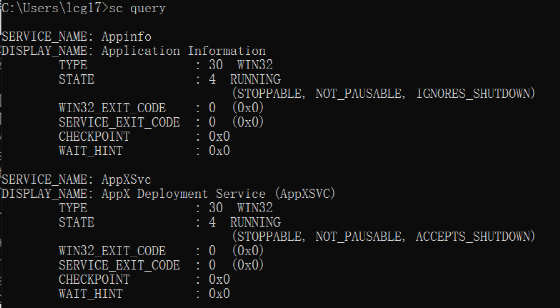 C:\Users\lcg17>sc query
SERVICE_NAME: Appinfo
DISPLAY_NAME: Application Information
TYPE : 30 WIN32
STATE : 4 RUNNING
(STOPPABLE, NOT_PAUSABLE, IGNORES_SHUTDOWN)
WIN32_EXIT_CODE : 0 (0x0)
SERVICE_EXIT_CODE : 0 (0x0)
CHECKPOINT : 0x0
WAIT_HINT : 0x0
SERVICE_NAME: AppXSvc
DISPLAY_NAME: AppX Deployment Service (AppXSVC)
TYPE : 30 WIN32
STATE : 4 RUNNING
(STOPPABLE, NOT_PAUSABLE, ACCEPTS_SHUTDOWN)
WIN32_EXIT_CODE : 0 (0x0)
SERVICE_EXIT_CODE : 0 (0x0)
CHECKPOINT : 0x0
WAIT_HINT : 0x0